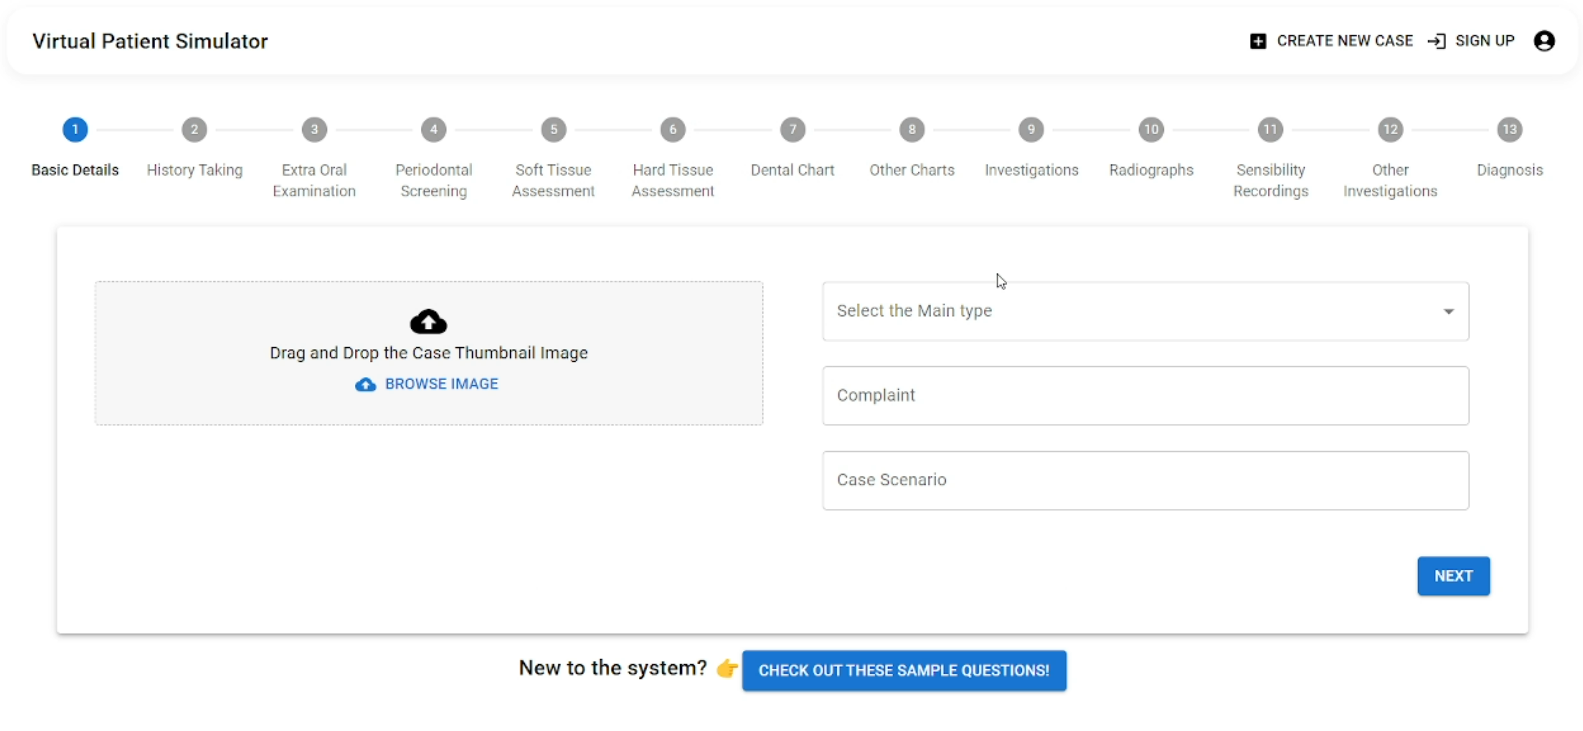 Virtual Patient Simulator
CREATE NEW CASE SIGN UP
1 2 3 4 5 6 7 8 9 10 11 12 13
Basic Details
History Taking
Extra Oral
Examination
Periodontal
Screening
Soft Tissue
Assessment
Hard Tissue
Assessment
Dental Chart
Other Charts
Investigations
Radiographs
Sensibility
Recordings
Other
Investigations
Diagnosis
Drag and Drop the Case Thumbnail Image
BROWSE IMAGE
Select the Main type
Complaint
Case Scenario
NEXT
New to the system? 👉 CHECK OUT THESE SAMPLE QUESTIONS!